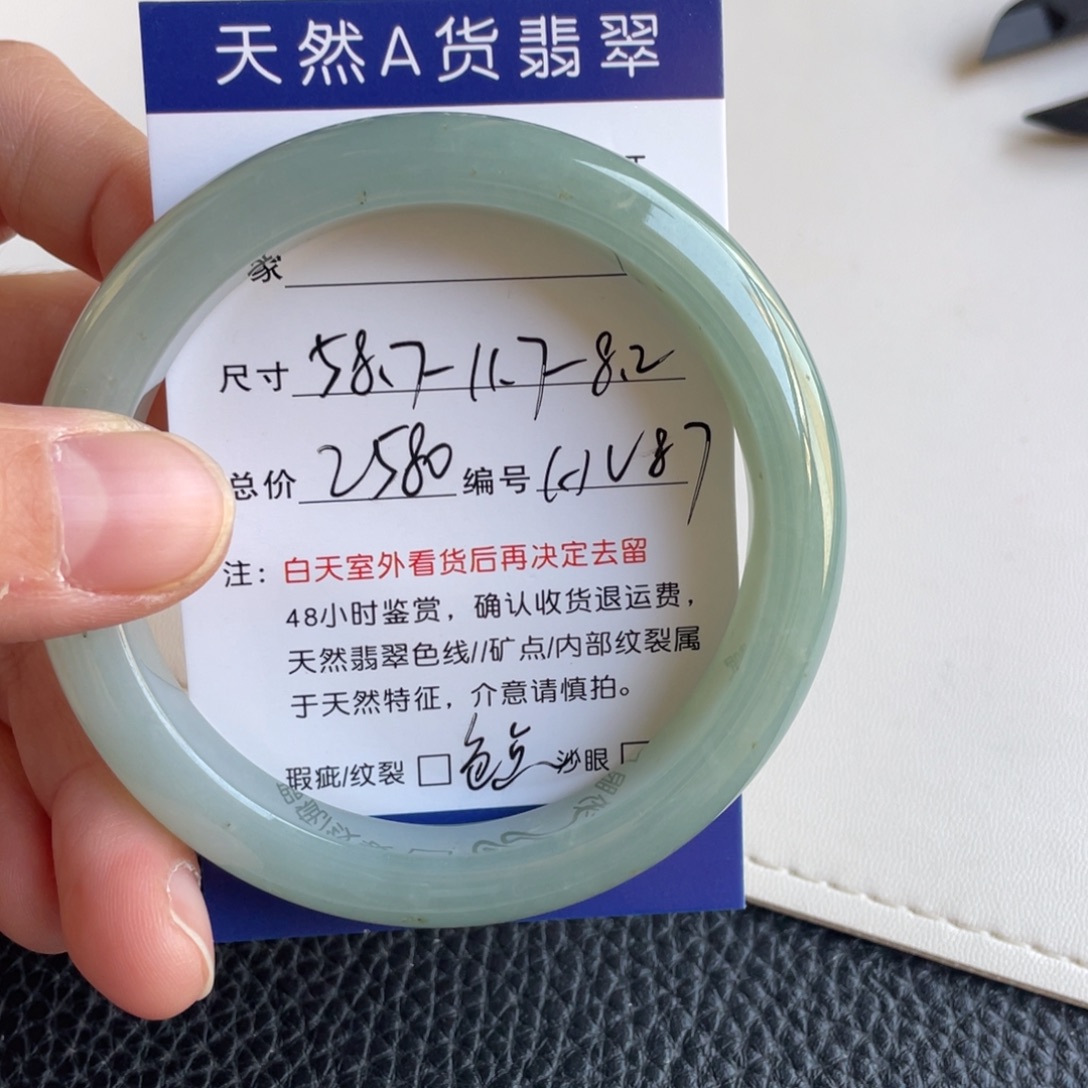 天然A货翡翠
家
尺寸 58.7-11.7-8.2
总价 2580 编号 (c)V87
注：白天室外看货后再决定去留
48小时鉴赏，确认收货退运费，
天然翡翠色线//矿点/内部纹裂属
于天然特征，介意请慎拍。
瑕疵/纹裂 □ 色点 沙眼 □